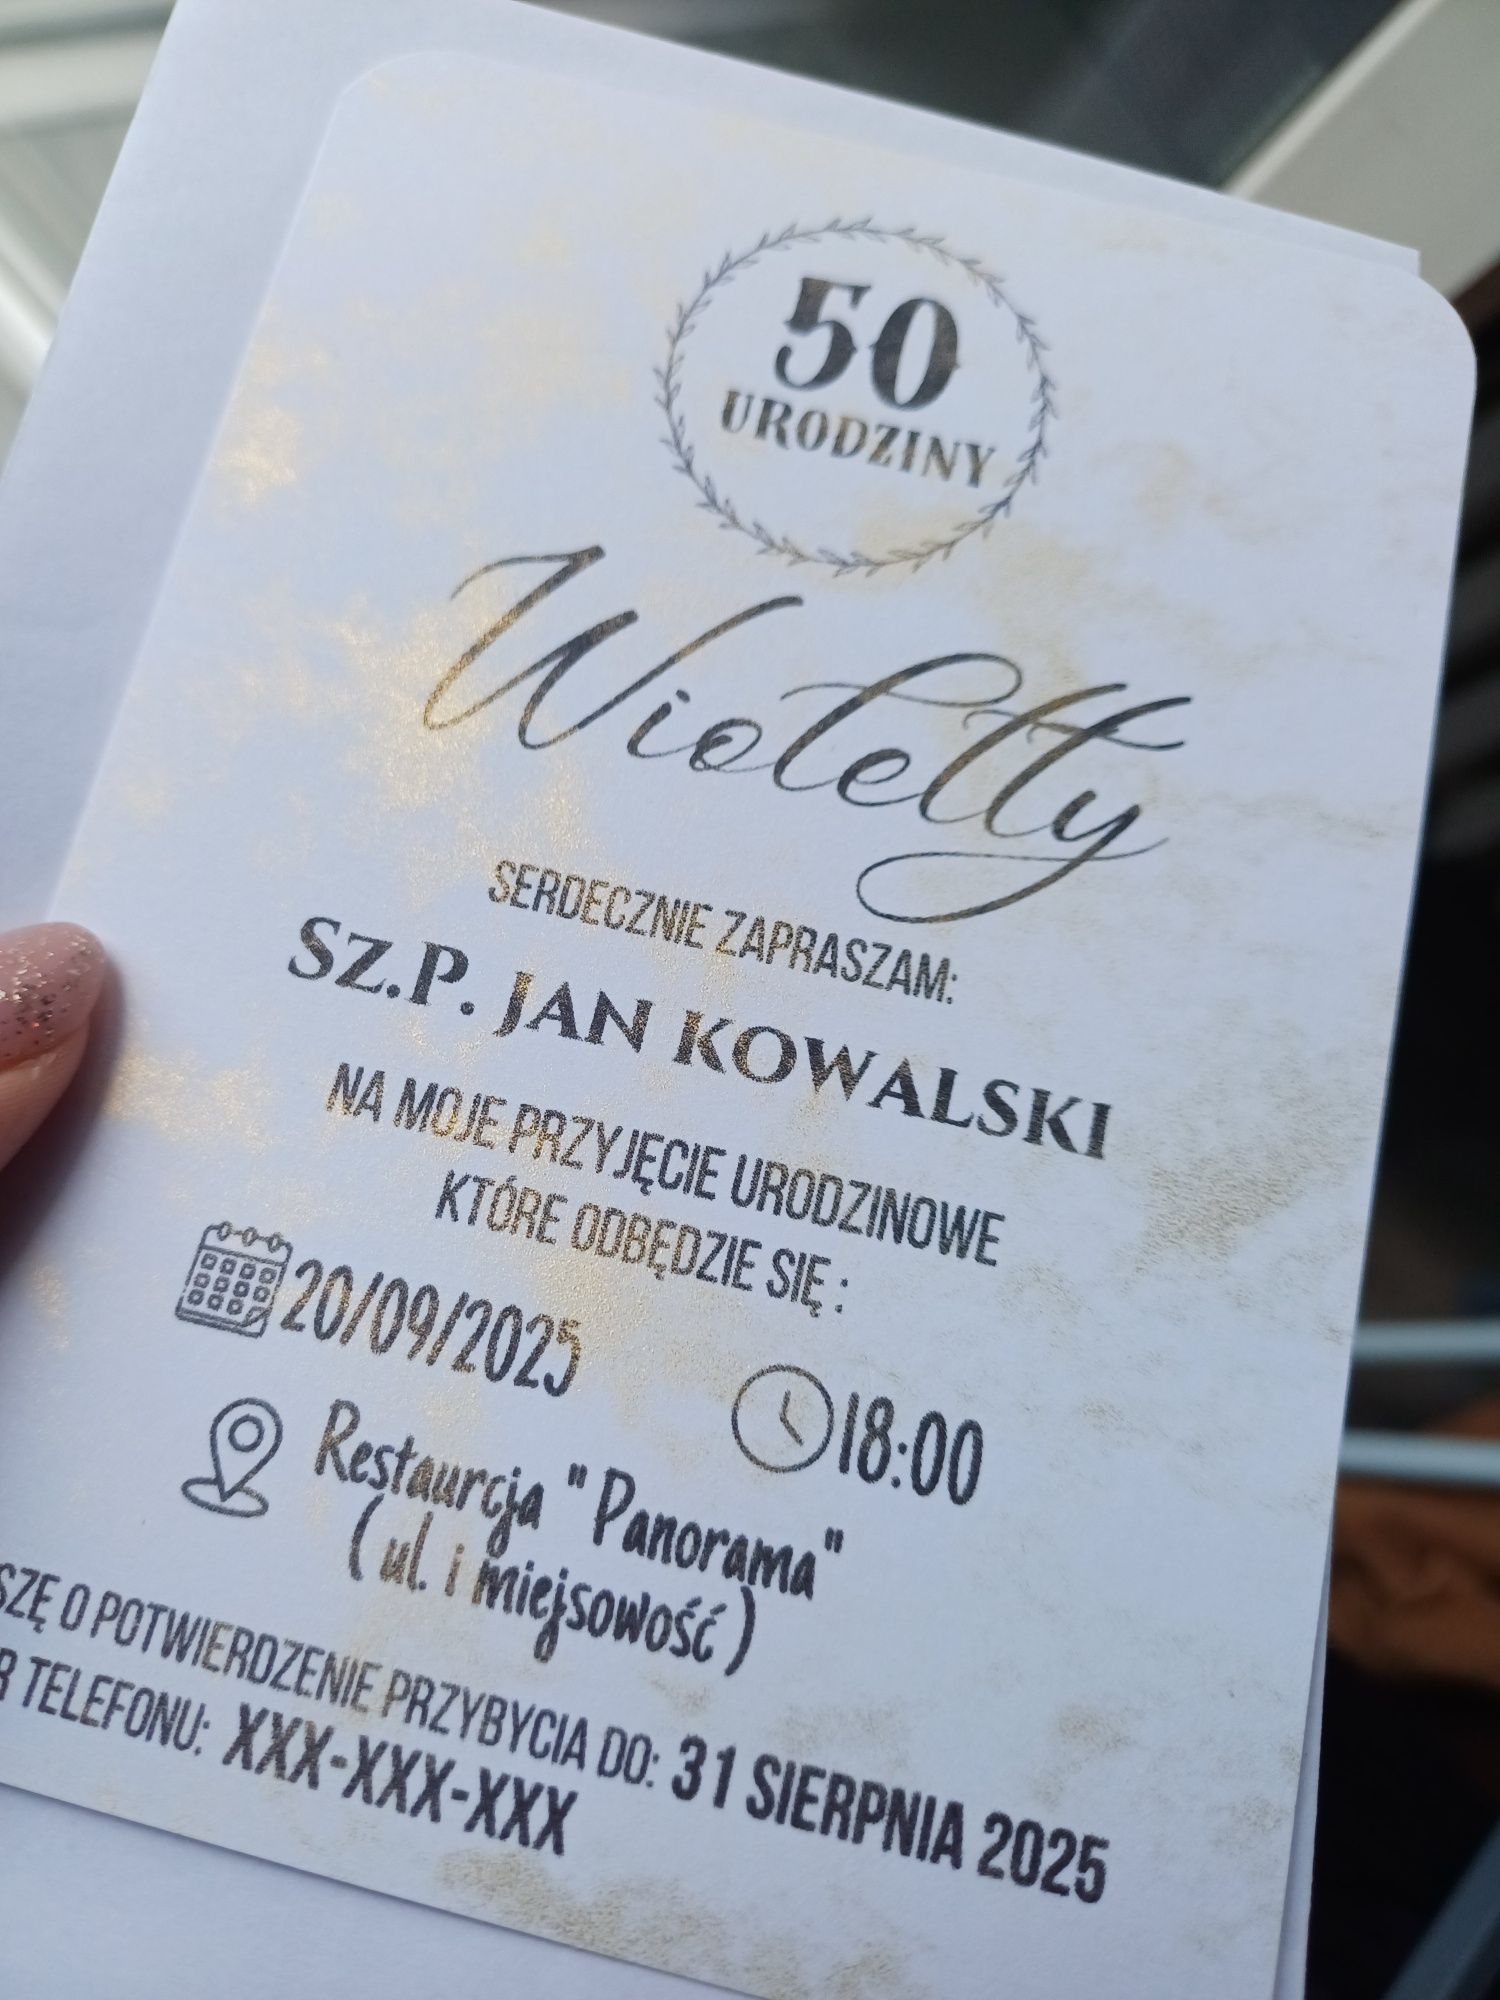 50
URODZINY
Wioletty
SERDECZNIE ZAPRASZAM:
SZ.P. JAN KOWALSKI
NA MOJE PRZYJĘCIE URODZINOWE
KTÓRE ODBĘDZIE SIĘ :
20/09/2025
18:00
Restaurcja "Panorama"
( ul. i miejsowość )
SZĘ O POTWIERDZENIE PRZYBYCIA DO: 31 SIERPNIA 2025
R TELEFONU: XXX-XXX-XXX